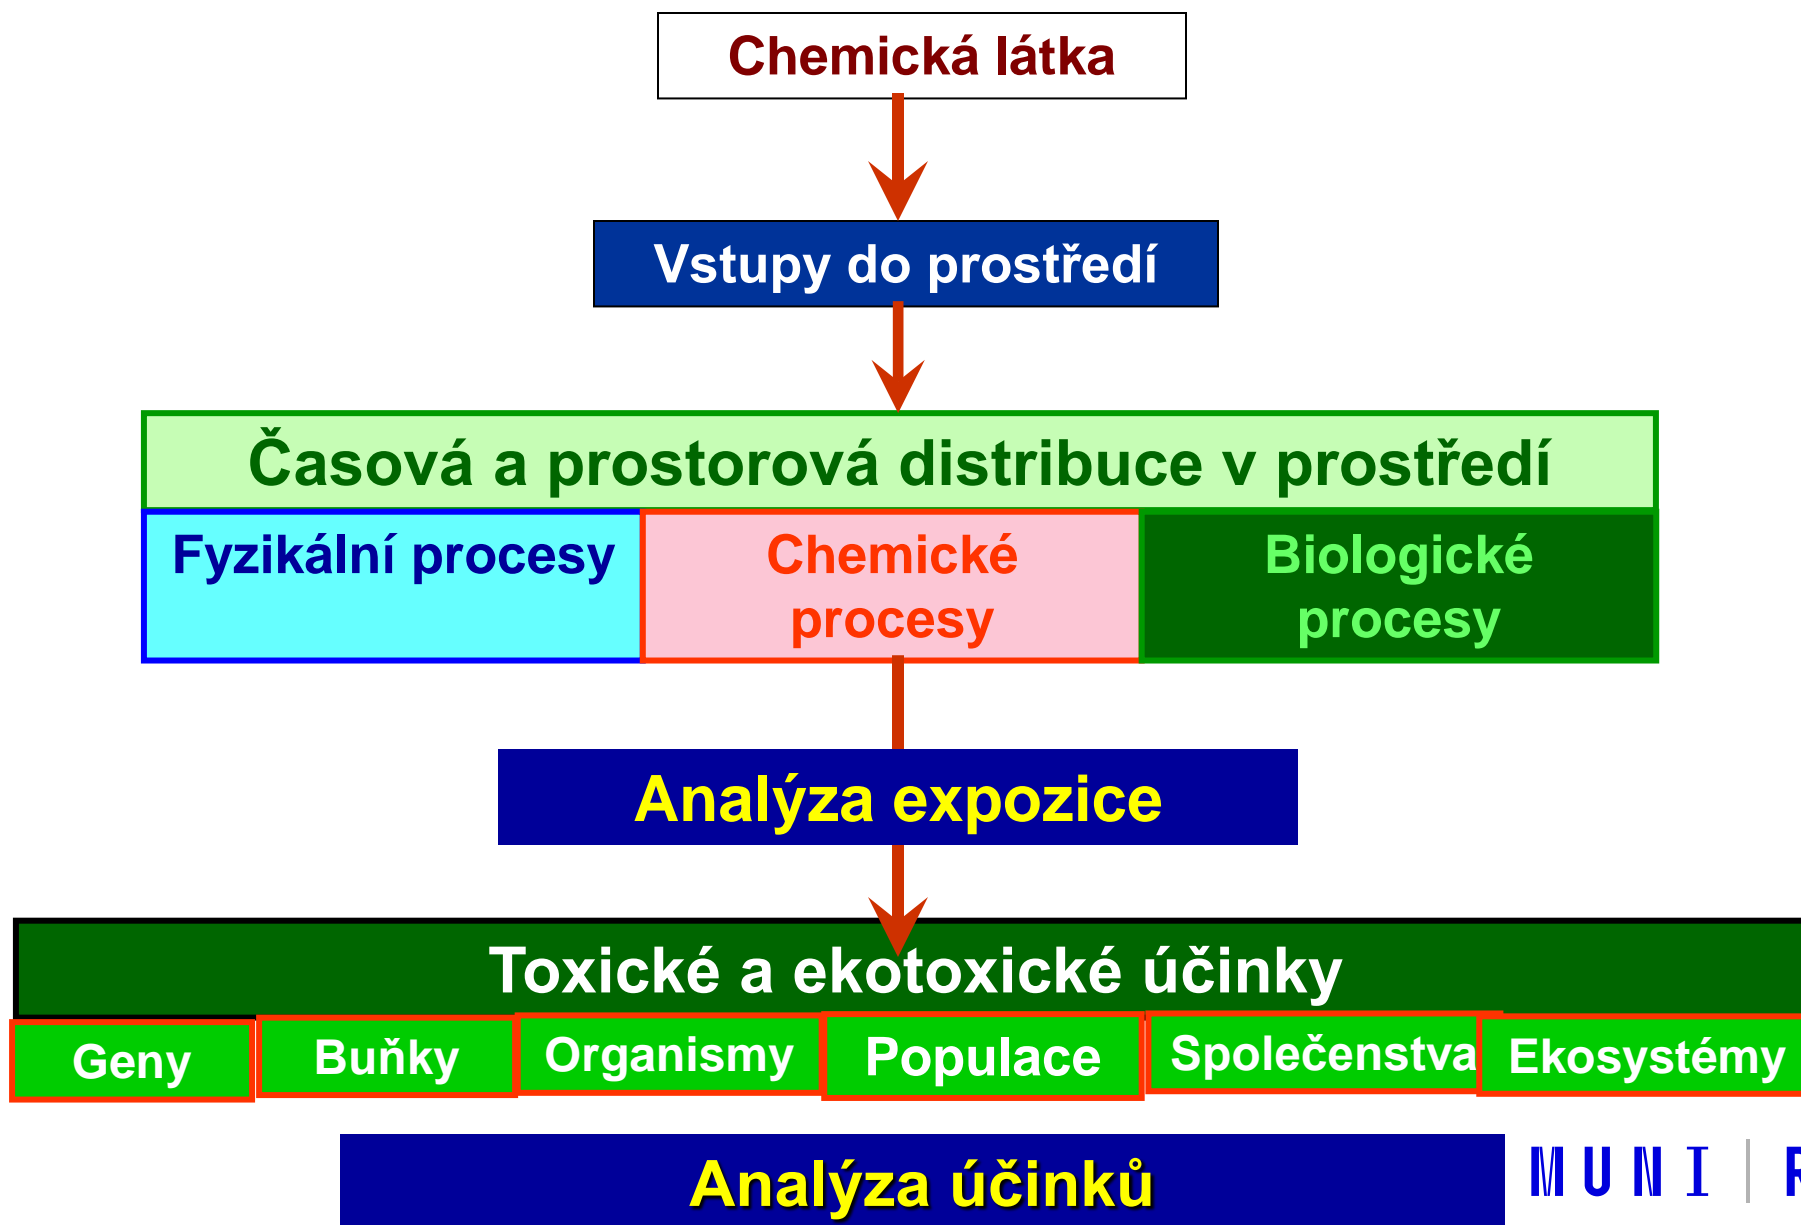 Chemická látka
Vstupy do prostředí
Časová a prostorová distribuce v prostředí
Fyzikální procesy
Chemické
procesy
Biologické
procesy
Analýza expozice
Toxické a ekotoxické účinky
Geny
Buňky
Organismy
Populace
Společenstva
Ekosystémy
Analýza účinků
MUNI